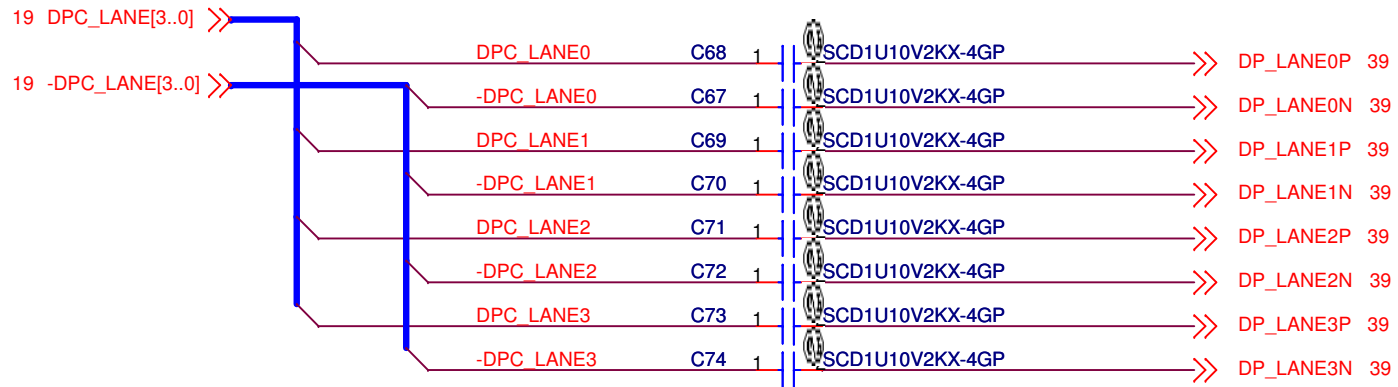 19 DPC_LANE[3..0]
DPC_LANE0 C68 1 SCD1U10V2KX-4GP DP_LANE0P 39
19 -DPC_LANE[3..0]
-DPC_LANE0 C67 1 SCD1U10V2KX-4GP DP_LANE0N 39
DPC_LANE1 C69 1 SCD1U10V2KX-4GP DP_LANE1P 39
-DPC_LANE1 C70 1 SCD1U10V2KX-4GP DP_LANE1N 39
DPC_LANE2 C71 1 SCD1U10V2KX-4GP DP_LANE2P 39
-DPC_LANE2 C72 1 SCD1U10V2KX-4GP DP_LANE2N 39
DPC_LANE3 C73 1 SCD1U10V2KX-4GP DP_LANE3P 39
-DPC_LANE3 C74 1 SCD1U10V2KX-4GP DP_LANE3N 39